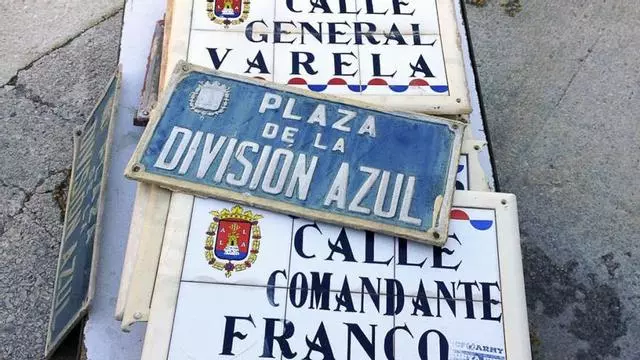 CALLE
GENERAL
VARELA
PLAZA
DE LA
DIVISIÓN AZUL
CALLE
COMANDANTE
FRANCO